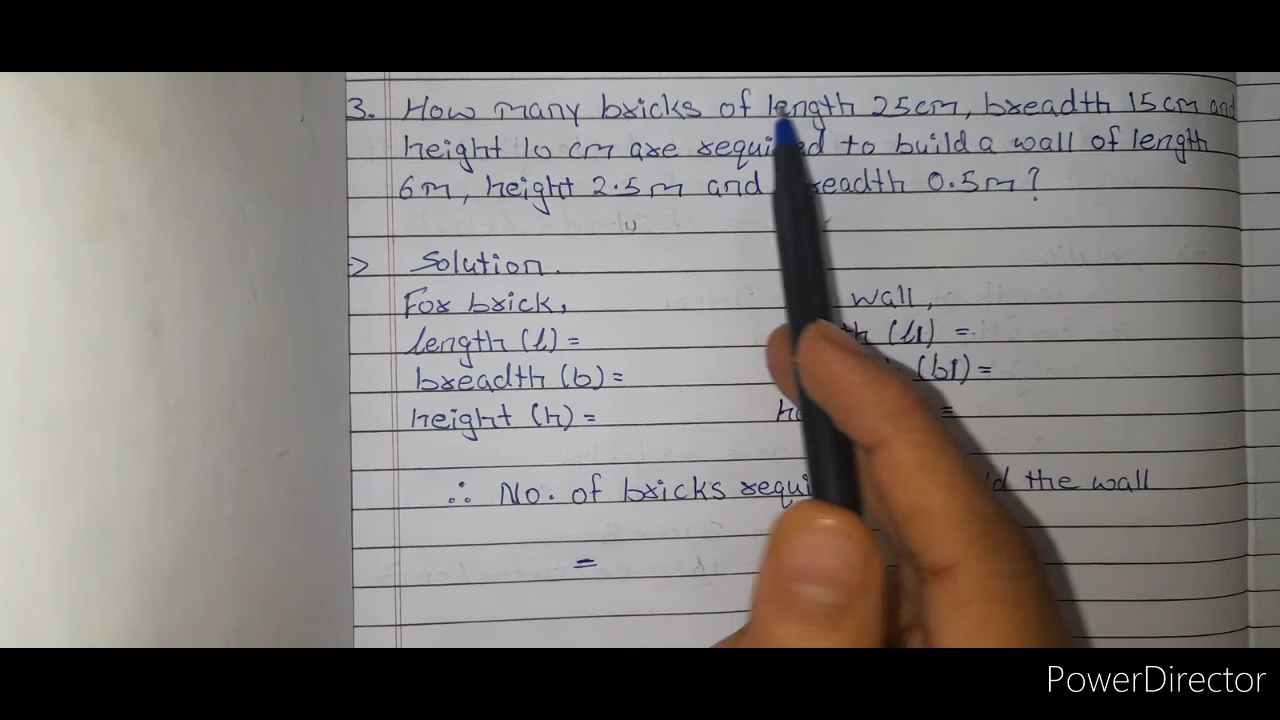 3. How many bricks of length 25cm, breadth 15cm and
height 10 cm are required to build a wall of length
6m, height 2.5m and breadth 0.5m?
=> Solution.
For brick, wall,
length (l) = (l1) =
breadth (b) = (b1) =
height (h) = =
∴ No. of bricks the wall
=
PowerDirector